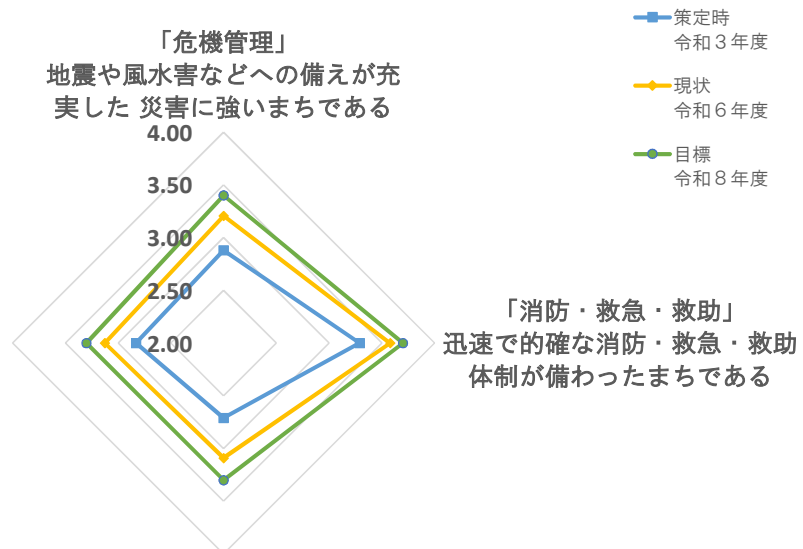 策定時
令和３年度
現状
令和６年度
目標
令和８年度
「危機管理」
地震や風水害などへの備えが充
実した 災害に強いまちである
4.00
3.50
3.00
2.50
2.00
「消防・救急・救助」
迅速で的確な消防・救急・救助
体制が備わったまちである